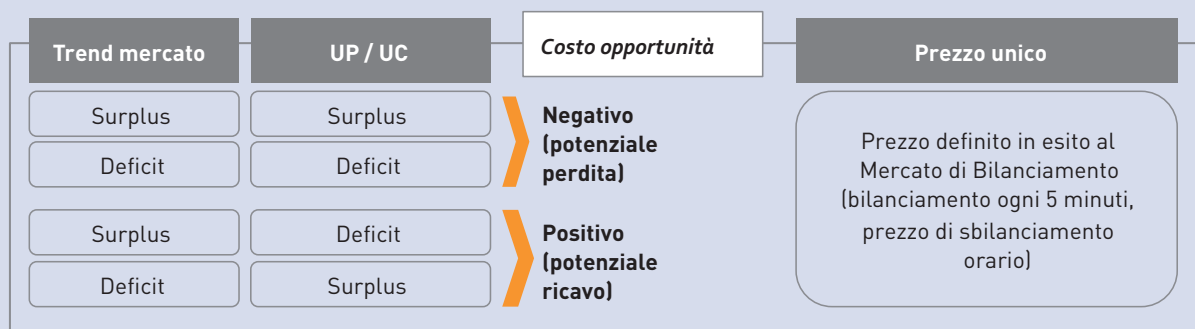 Trend mercato UP / UC Costo opportunità Prezzo unico
Surplus Surplus
Deficit Deficit
Negativo
(potenziale
perdita)
Surplus Deficit
Deficit Surplus
Positivo
(potenziale
ricavo)
Prezzo definito in esito al
Mercato di Bilanciamento
(bilanciamento ogni 5 minuti,
prezzo di sbilanciamento
orario)